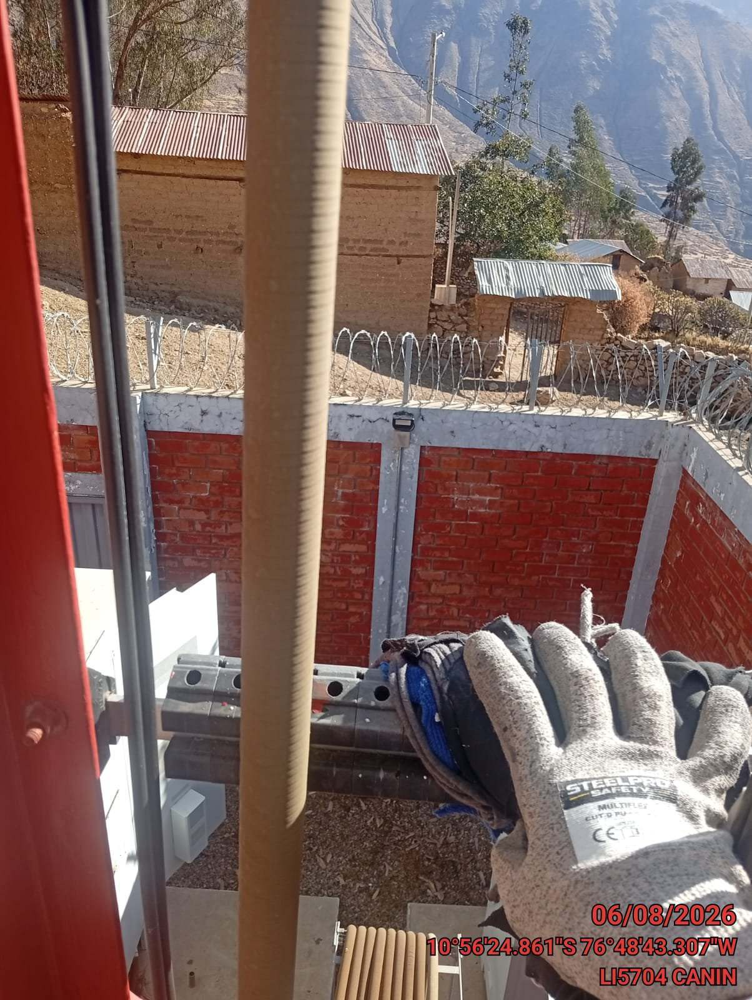 STEELPRO
SAFETY
MULTIFLEX
CE
06/08/2026
10°56'24.861"S 76°48'43.307"W
LI5704 CANIN